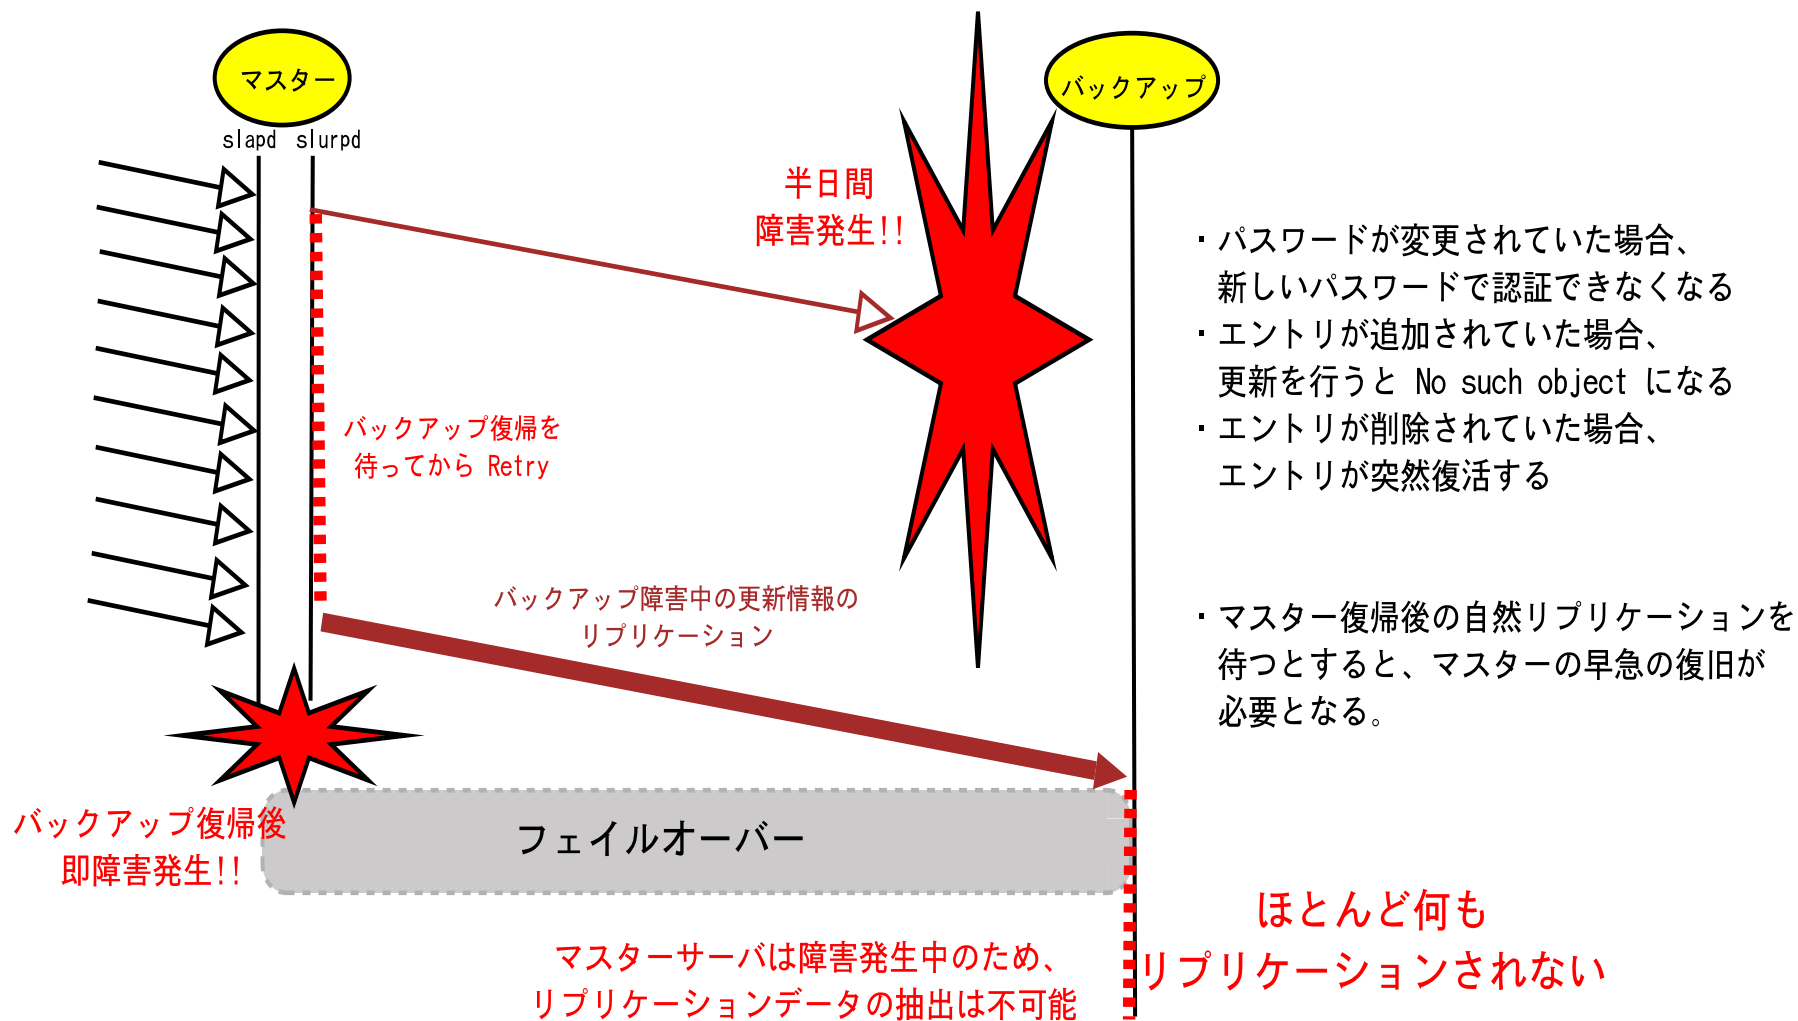 マスター
バックアップ
slapd slurpd
半日間
障害発生!!
・パスワードが変更されていた場合、
新しいパスワードで認証できなくなる
・エントリが追加されていた場合、
更新を行うと No such object になる
・エントリが削除されていた場合、
エントリが突然復活する
バックアップ復帰を
待ってから Retry
バックアップ障害中の更新情報の
リプリケーション
・マスター復帰後の自然リプリケーションを
待つとすると、マスターの早急の復旧が
必要となる。
バックアップ復帰後
即障害発生!!
フェイルオーバー
ほとんど何も
リプリケーションされない
マスターサーバは障害発生中のため、
リプリケーションデータの抽出は不可能